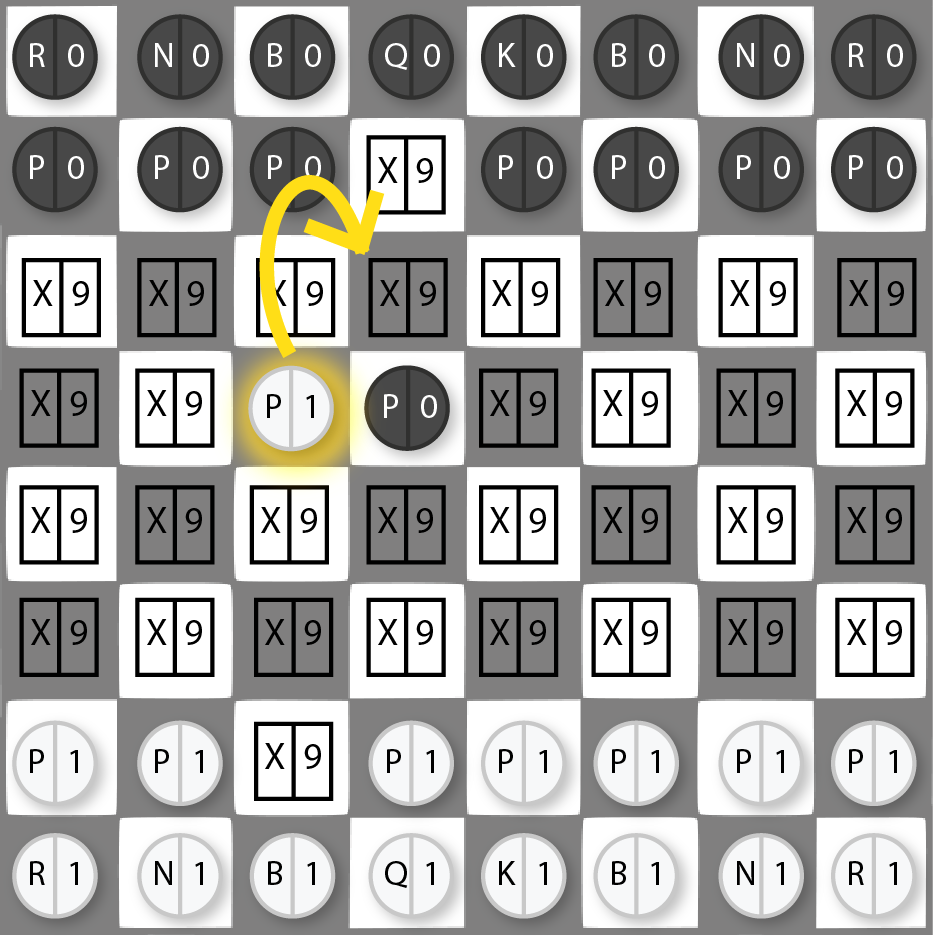 R 0 N 0 B 0 Q 0 K 0 B 0 N 0 R 0
P 0 P 0 P 0 X 9 P 0 P 0 P 0 P 0
X 9 X 9 X 9 X 9 X 9 X 9 X 9 X 9
X 9 X 9 P 1 P 0 X 9 X 9 X 9 X 9
X 9 X 9 X 9 X 9 X 9 X 9 X 9 X 9
X 9 X 9 X 9 X 9 X 9 X 9 X 9 X 9
P 1 P 1 X 9 P 1 P 1 P 1 P 1 P 1
R 1 N 1 B 1 Q 1 K 1 B 1 N 1 R 1